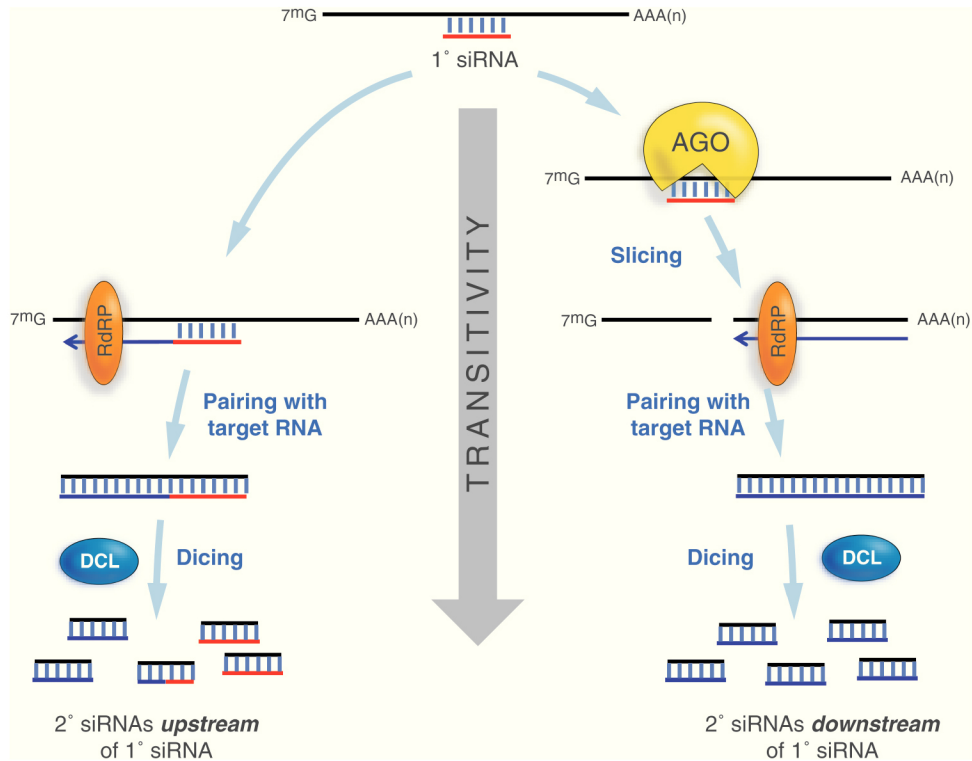 7mG AAA(n)
1° siRNA
AGO
7mG AAA(n)
Slicing
TRANSITIVITY
7mG RdRP AAA(n)
7mG RdRP AAA(n)
Pairing with
target RNA
Pairing with
target RNA
DCL Dicing
Dicing DCL
2° siRNAs upstream
of 1° siRNA
2° siRNAs downstream
of 1° siRNA